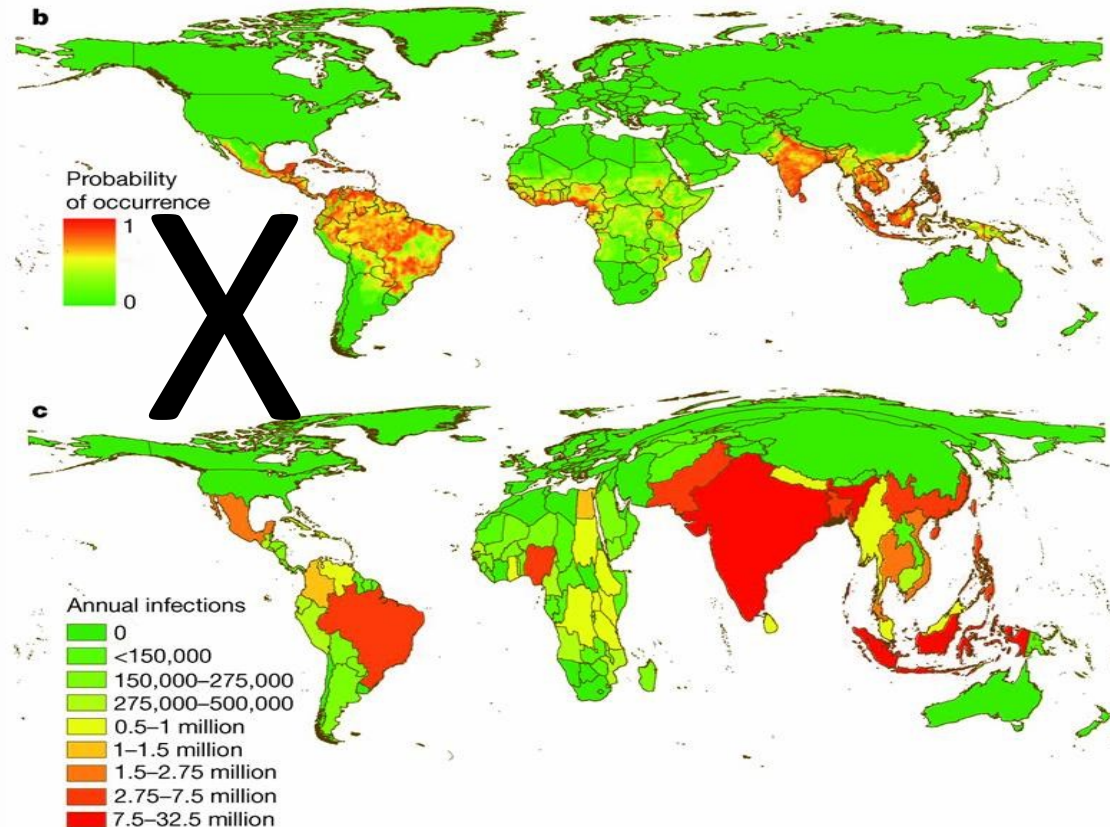 b
Probability
of occurrence
1
0
X
c
Annual infections
0
<150,000
150,000–275,000
275,000–500,000
0.5–1 million
1–1.5 million
1.5–2.75 million
2.75–7.5 million
7.5–32.5 million